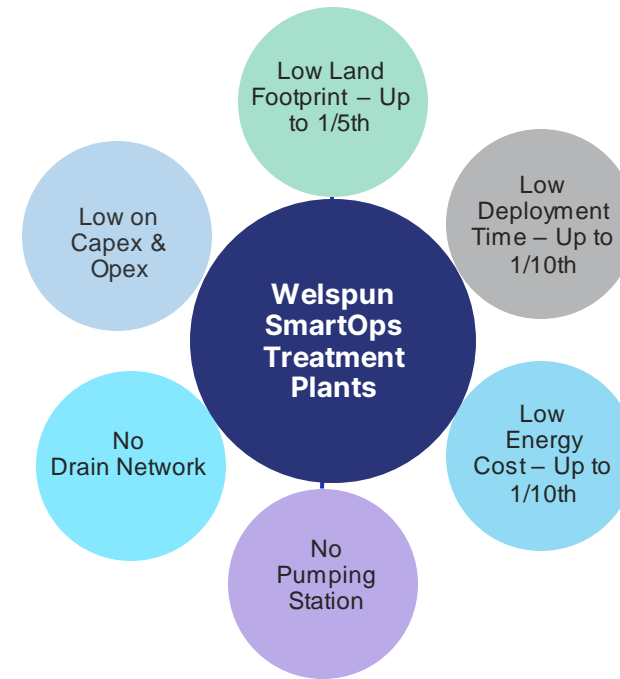 Low Land
Footprint – Up
to 1/5th
Low
Deployment
Time – Up to
1/10th
Low on
Capex &
Opex
Welspun
SmartOps
Treatment
Plants
Low
Energy
Cost – Up to
1/10th
No
Drain Network
No
Pumping
Station